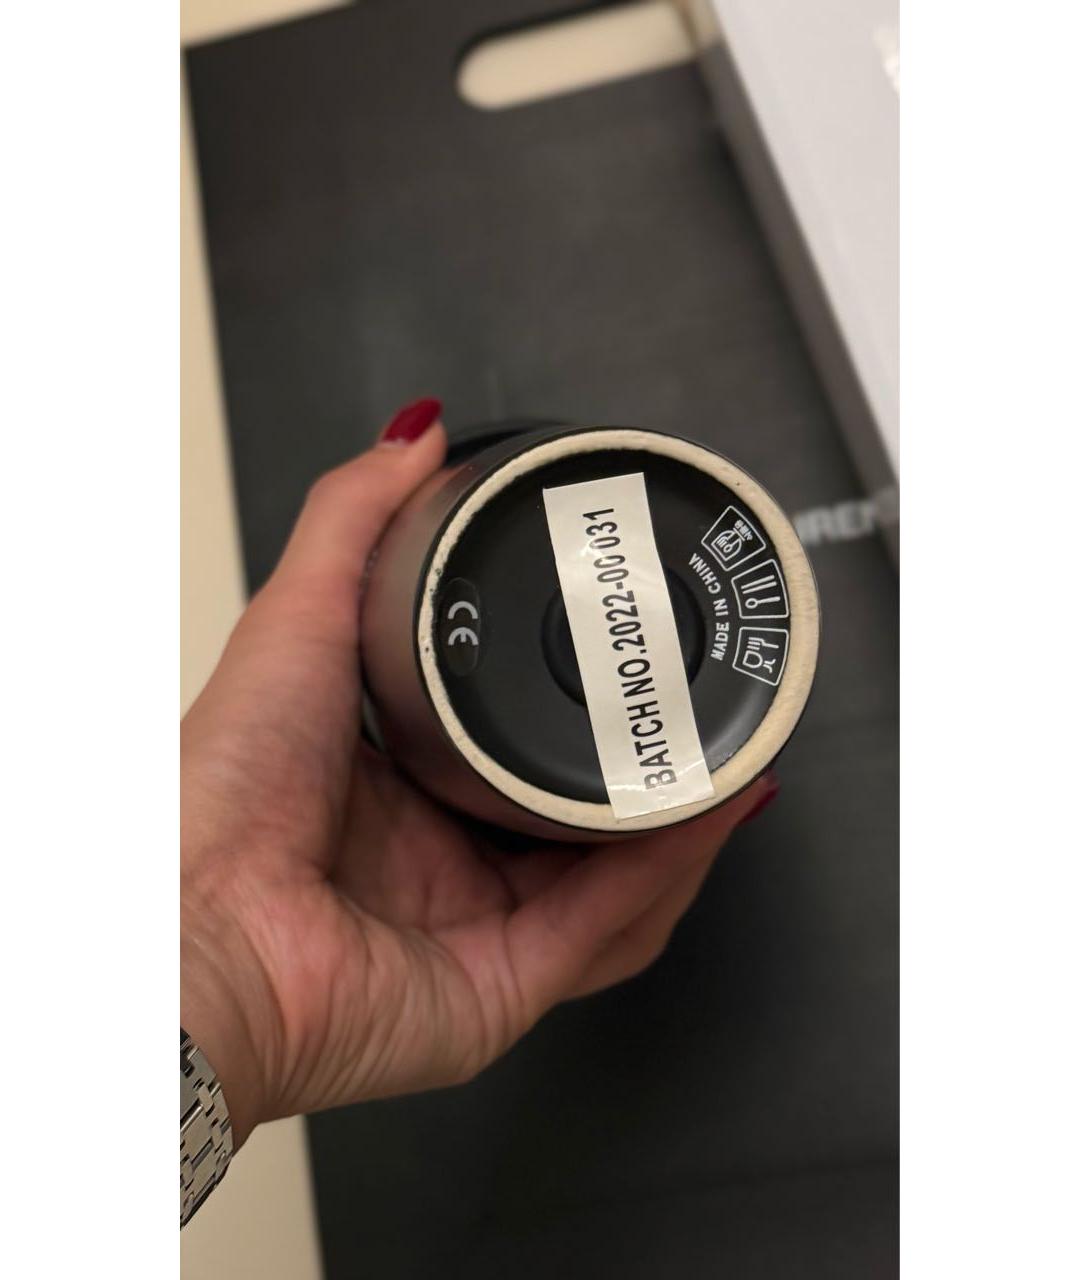 BATCH NO.2022-00031
MADE IN CHINA
CE